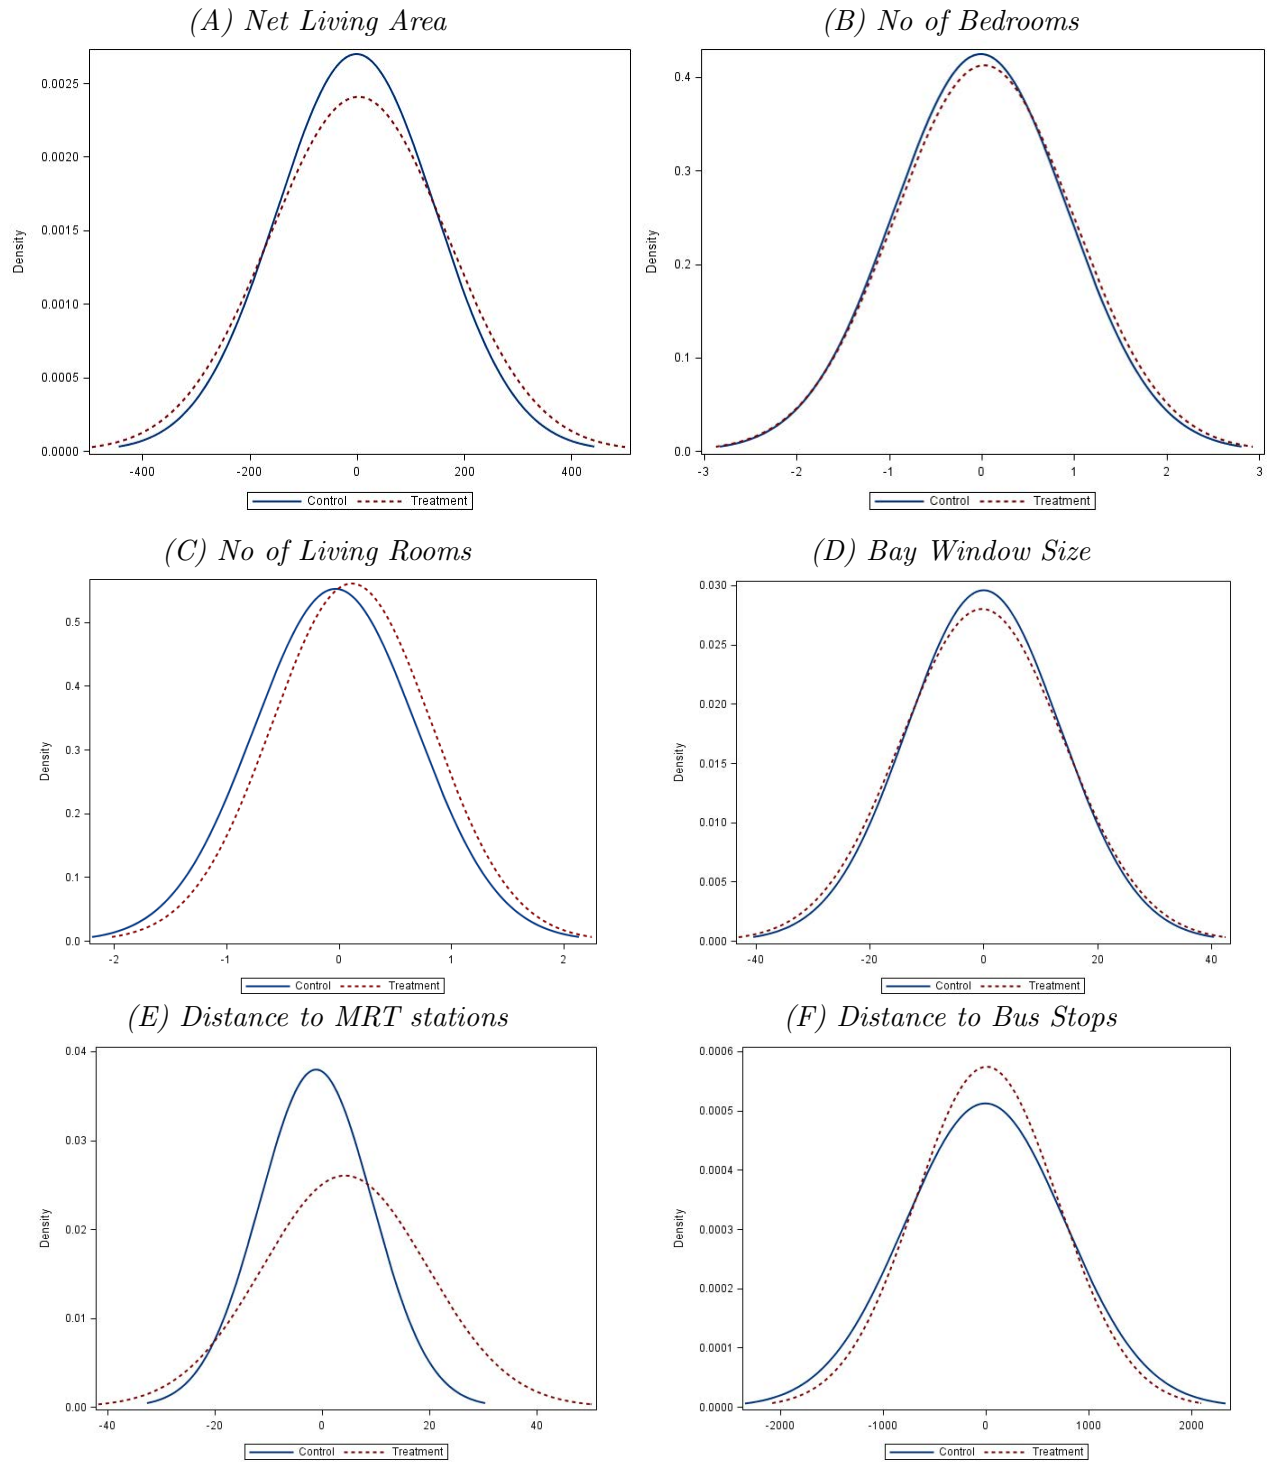 (A) Net Living Area
Density
0.0025
0.0020
0.0015
0.0010
0.0005
0.0000
-400 -200 0 200 400
Control Treatment
(B) No of Bedrooms
Density
0.4
0.3
0.2
0.1
0.0
-3 -2 -1 0 1 2 3
Control Treatment
(C) No of Living Rooms
Density
0.5
0.4
0.3
0.2
0.1
0.0
-2 -1 0 1 2
Control Treatment
(D) Bay Window Size
Density
0.030
0.025
0.020
0.015
0.010
0.005
0.000
-40 -20 0 20 40
Control Treatment
(E) Distance to MRT stations
Density
0.04
0.03
0.02
0.01
0.00
-40 -20 0 20 40
Control Treatment
(F) Distance to Bus Stops
Density
0.0006
0.0005
0.0004
0.0003
0.0002
0.0001
0.0000
-2000 -1000 0 1000 2000
Control Treatment